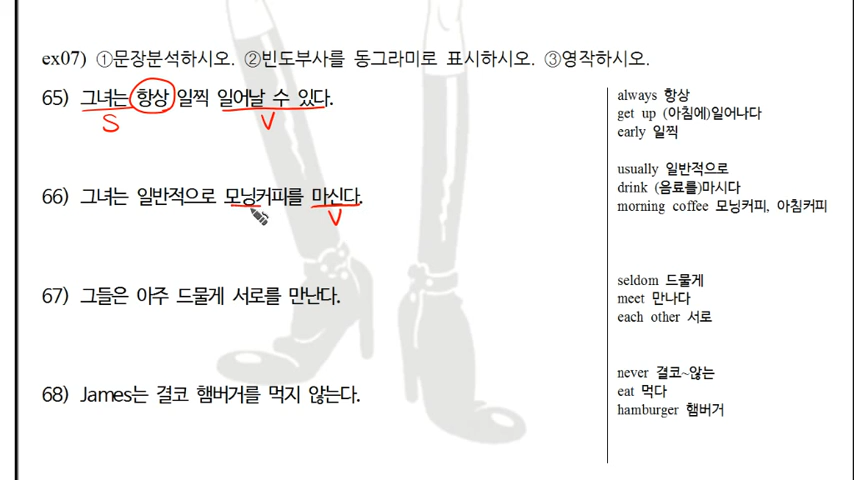 ex07) ①문장분석하시오. ②빈도부사를 동그라미로 표시하시오. ③영작하시오.
65) 그녀는 항상 일찍 일어날 수 있다.
S V
always 항상
get up (아침에)일어나다
early 일찍
66) 그녀는 일반적으로 모닝커피를 마신다.
V
usually 일반적으로
drink (음료를)마시다
morning coffee 모닝커피, 아침커피
67) 그들은 아주 드물게 서로를 만난다.
seldom 드물게
meet 만나다
each other 서로
68) James는 결코 햄버거를 먹지 않는다.
never 결코~않는
eat 먹다
hamburger 햄버거